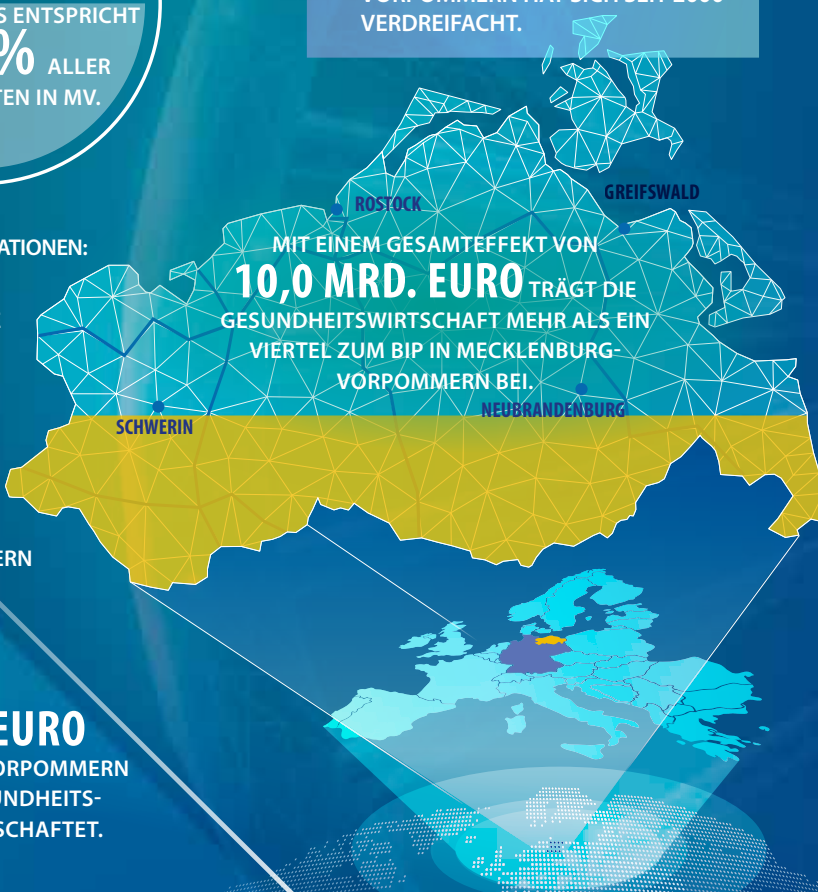 S ENTSPRICHT
% ALLER
TEN IN MV.
VERDREIFACHT.
ROSTOCK
GREIFSWALD
ATIONEN:
MIT EINEM GESAMTEFFEKT VON
10,0 MRD. EURO TRÄGT DIE
GESUNDHEITSWIRTSCHAFT MEHR ALS EIN
VIERTEL ZUM BIP IN MECKLENBURG-
VORPOMMERN BEI.
NEUBRANDENBURG
SCHWERIN
ERN
EURO
ORPOMMERN
UNDHEITS-
SCHAFTET.